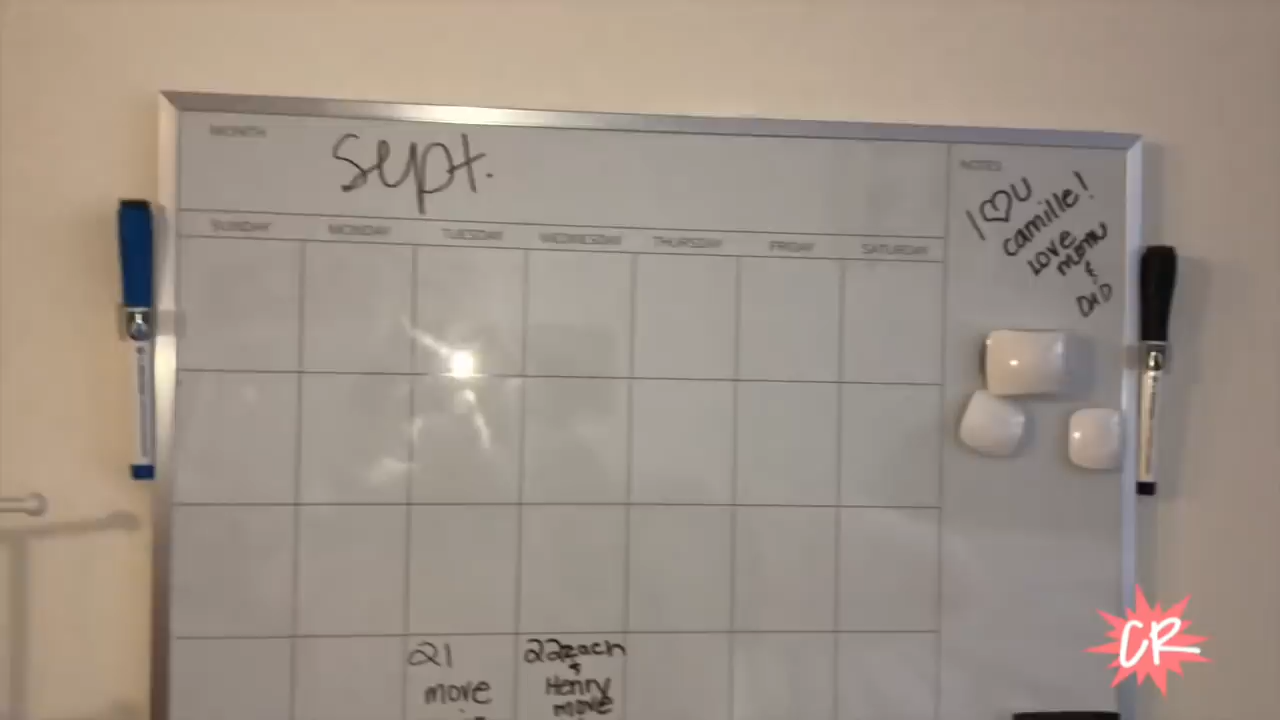 MONTH
Sept.
NOTES
I ♡ U
Camille!
Love
mom
&
DAD
SUNDAY MONDAY TUESDAY WEDNESDAY THURSDAY FRIDAY SATURDAY
21
move
22 zach
&
Henry
move
CR